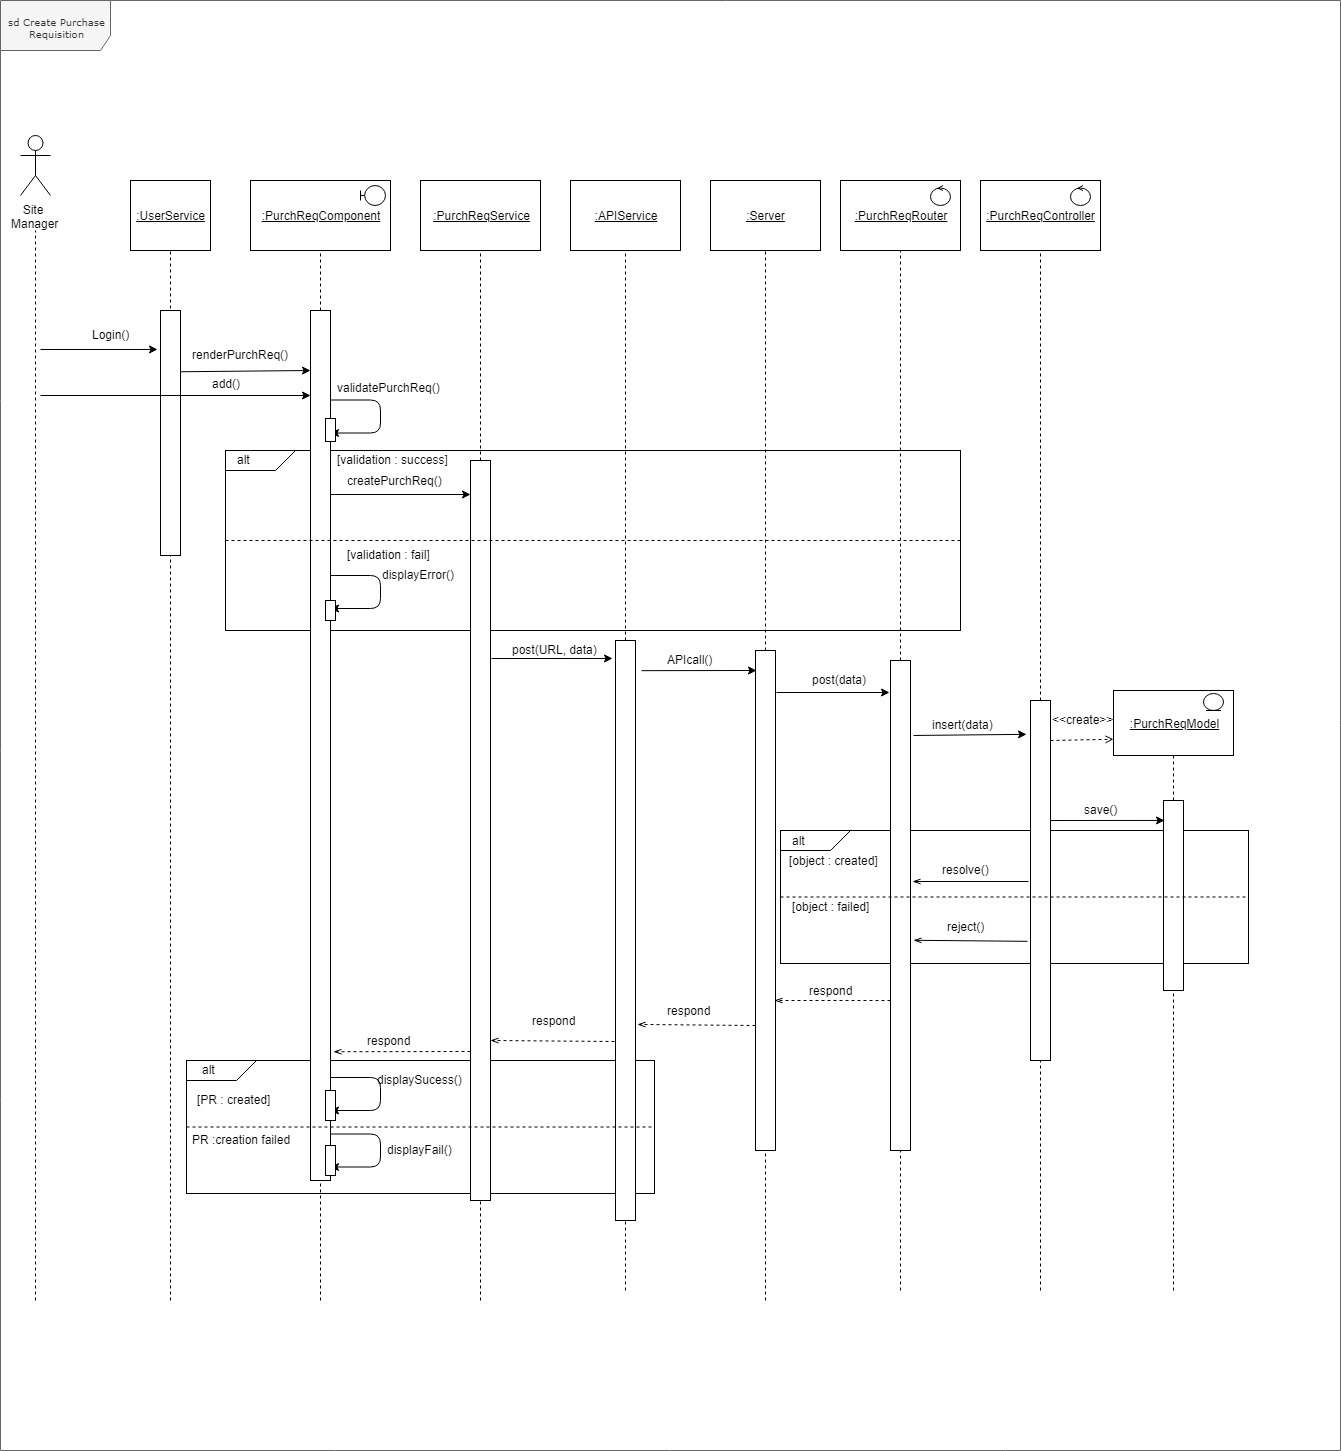 sd Create Purchase
Requisition
Site
Manager
:UserService
:PurchReqComponent
:PurchReqService
:APIService
:Server
:PurchReqRouter
:PurchReqController
Login()
renderPurchReq()
add()
validatePurchReq()
alt
[validation : success]
createPurchReq()
[validation : fail]
displayError()
post(URL, data)
APIcall()
post(data)
insert(data)
<<create>>
:PurchReqModel
save()
alt
[object : created]
resolve()
[object : failed]
reject()
respond
respond
respond
respond
alt
displaySucess()
[PR : created]
PR :creation failed
displayFail()